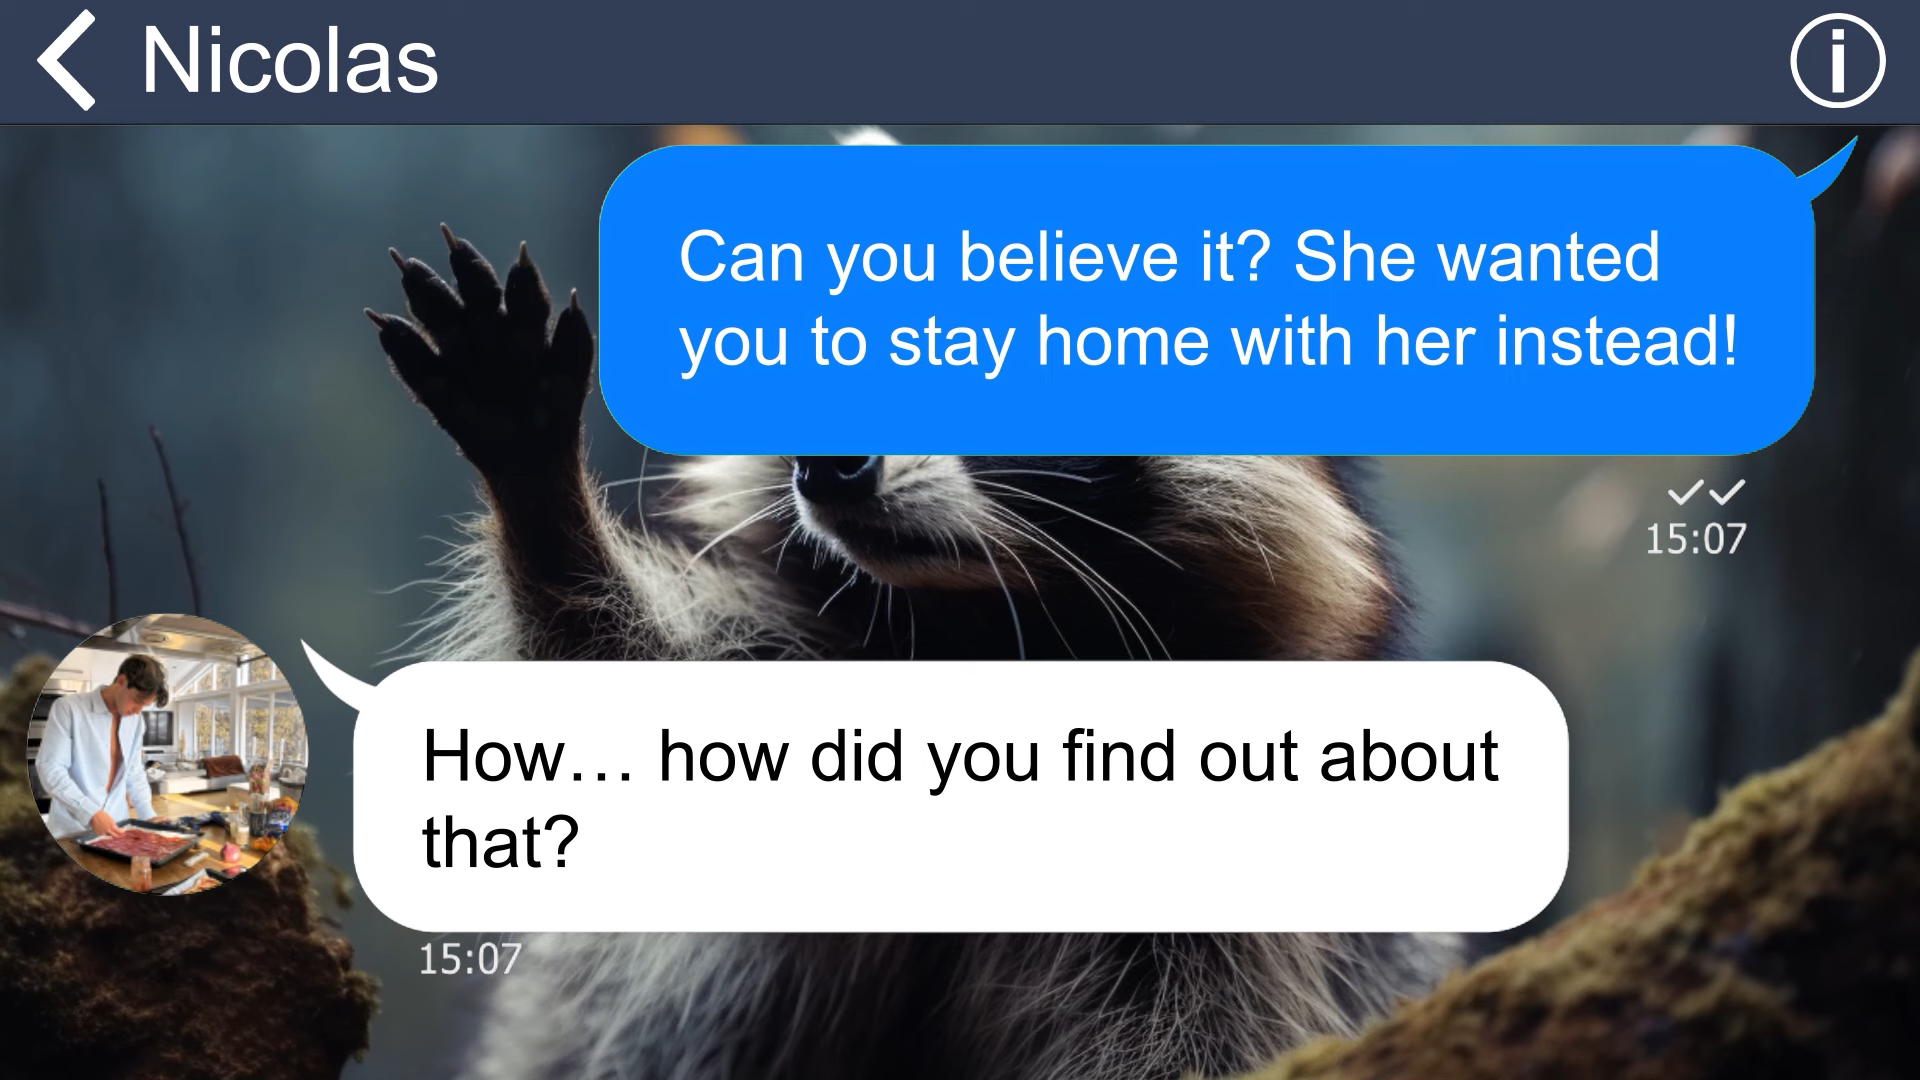 Nicolas
Can you believe it? She wanted
you to stay home with her instead!
15:07
How… how did you find out about
that?
15:07